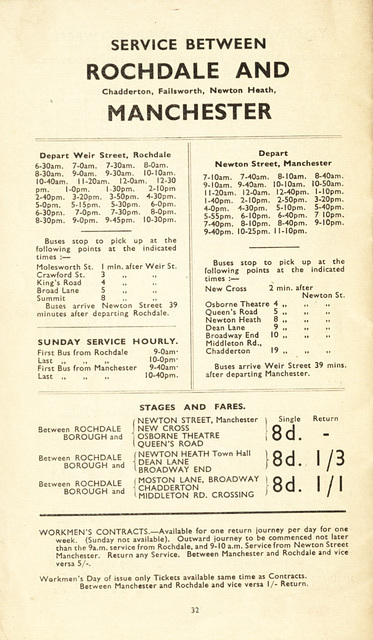 SERVICE BETWEEN
ROCHDALE AND
Chadderton, Failsworth, Newton Heath,
MANCHESTER
Depart Weir Street, Rochdale
6-30am. 7-0am. 7-30am. 8-0am.
8-30am. 9-0am. 9-30am. 10-10am.
10-40am. 11-20am. 12-0am. 12-30
pm. 1-0pm. 1-30pm. 2-10pm
2-40pm. 3-20pm. 3-50pm. 4-30pm.
5-0pm. 5-15pm. 5-30pm. 6-0pm.
6-30pm. 7-0pm. 7-30pm. 8-0pm.
8-30pm. 9-0pm. 9-45pm. 10-30pm.
Buses stop to pick up at the
following points at the indicated
times :—
Molesworth St. 1 min. after Weir St.
Crawford St. 3 „ „
King's Road 4 „ „
Broad Lane 5 „ „
Summit 8 „ „
Buses arrive Newton Street 39
minutes after departing Rochdale.
SUNDAY SERVICE HOURLY.
First Bus from Rochdale 9-0am·
Last „ „ „ 10-0pm·
First Bus from Manchester 9-40am·
Last „ „ „ 10-40pm.
Depart
Newton Street, Manchester
7-10am. 7-40am. 8-10am. 8-40am.
9-10am. 9-40am. 10-10am. 10-50am.
11-20am. 12-0am. 12-40pm. 1-10pm.
1-40pm. 2-10pm. 2-50pm. 3-20pm.
4-0pm. 4-30pm. 5-10pm. 5-40pm.
5-55pm. 6-10pm. 6-40pm. 7 10pm.
7-40pm. 8-10pm. 8-40pm. 9-10pm.
9-40pm. 10-25pm. 11-10pm.
Buses stop to pick up at the
following points at the indicated
times :—
New Cross 2 min. after
Newton St.
Osborne Theatre 4 „ „
Queen's Road 5 „ „
Newton Heath 8 „ „
Dean Lane 9 „ „
Broadway End 10 „ „
Middleton Rd.,
Chadderton 19 „ „
Buses arrive Weir Street 39 mins.
after departing Manchester.
STAGES AND FARES.
Single Return
Between ROCHDALE BOROUGH and
NEWTON STREET, Manchester
NEW CROSS
OSBORNE THEATRE
QUEEN'S ROAD
8d. -
Between ROCHDALE BOROUGH and
NEWTON HEATH Town Hall
DEAN LANE
BROADWAY END
8d. 1/3
Between ROCHDALE BOROUGH and
MOSTON LANE, BROADWAY
CHADDERTON
MIDDLETON RD. CROSSING
8d. 1/1
WORKMEN'S CONTRACTS.—Available for one return journey per day for one
week. (Sunday not available). Outward journey to be commenced not later
than the 9a.m. service from Rochdale, and 9-10 a.m. Service from Newton Street
Manchester. Return any Service. Between Manchester and Rochdale and vice
versa 5/-.
Workmen's Day of issue only Tickets available same time as Contracts.
Between Manchester and Rochdale and vice versa 1/- Return.
32